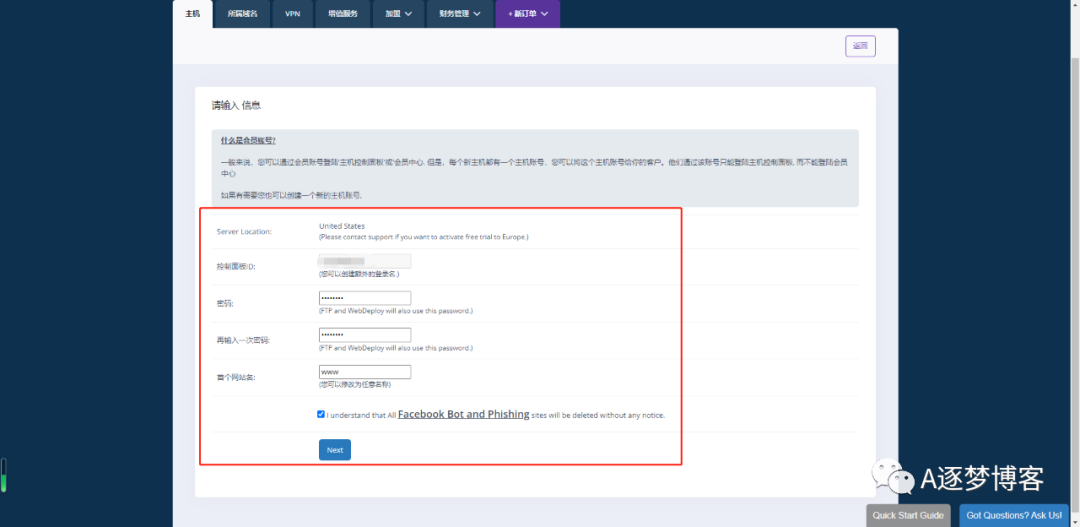 主机 所属域名 VPN 增值服务 加盟 财务管理 + 新订单
返回
请输入 信息
什么是会员账号?
一般来说，您可以通过会员账号登陆'主机控制面板'或'会员中心. 但是，每个新主机都有一个主机账号，您可以将这个主机账号给你的客户。他们通过该账号只能登陆主机控制面板, 而不能登陆会员
中心
如果有需要您也可以创建一个新的主机账号.
Server Location: United States
(Please contact support if you want to activate free trial to Europe.)
控制面板ID:
(您可以创建额外的登录名.)
密码: ••••••••
(FTP and WebDeploy will also use this password.)
再输入一次密码: ••••••••
(FTP and WebDeploy will also use this password.)
首个网站名: www
(您可以修改为任意名称)
I understand that All Facebook Bot and Phishing sites will be deleted without any notice.
Next
A逐梦博客
Quick Start Guide Got Questions? Ask Us!